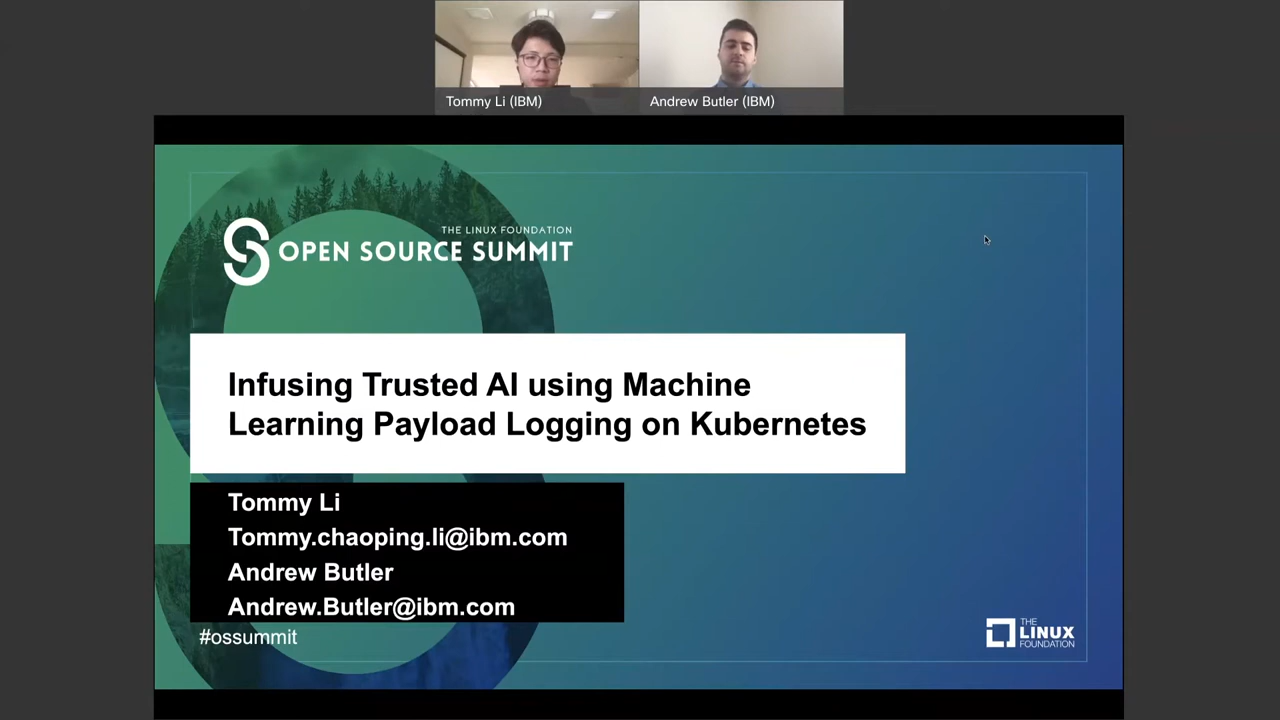 Tommy Li (IBM)
Andrew Butler (IBM)
THE LINUX FOUNDATION
OPEN SOURCE SUMMIT
Infusing Trusted AI using Machine
Learning Payload Logging on Kubernetes
Tommy Li
Tommy.chaoping.li@ibm.com
Andrew Butler
Andrew.Butler@ibm.com
#ossummit
THE
LINUX
FOUNDATION